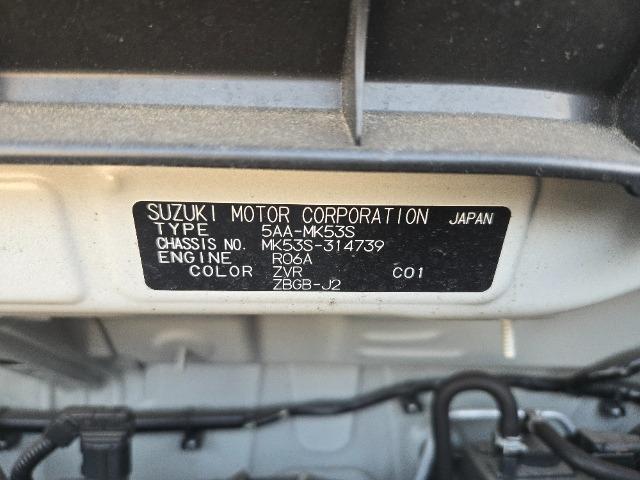 SUZUKI MOTOR CORPORATION JAPAN
TYPE 5AA-MK53S
CHASSIS NO. MK53S-314739
ENGINE R06A
COLOR ZVR C01
ZBGB-J2